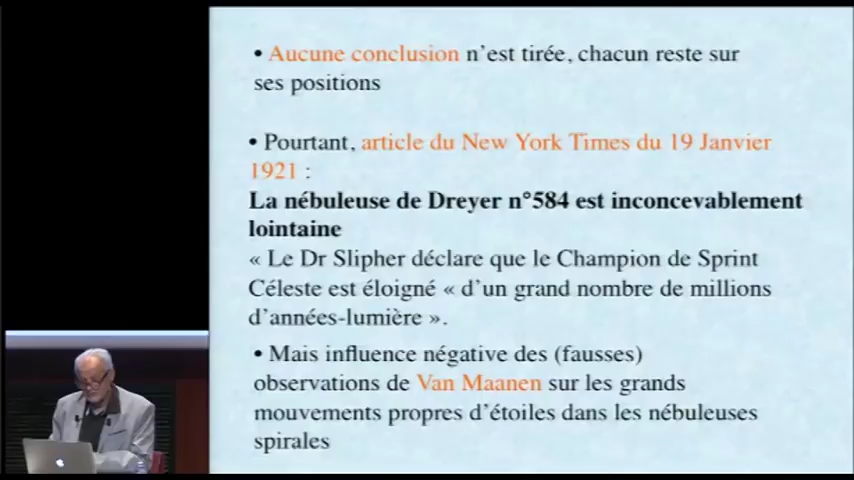 • Aucune conclusion n'est tirée, chacun reste sur
ses positions
• Pourtant, article du New York Times du 19 Janvier
1921 :
La nébuleuse de Dreyer n°584 est inconcevablement
lointaine
« Le Dr Slipher déclare que le Champion de Sprint
Céleste est éloigné « d'un grand nombre de millions
d'années-lumière ».
• Mais influence négative des (fausses)
observations de Van Maanen sur les grands
mouvements propres d'étoiles dans les nébuleuses
spirales